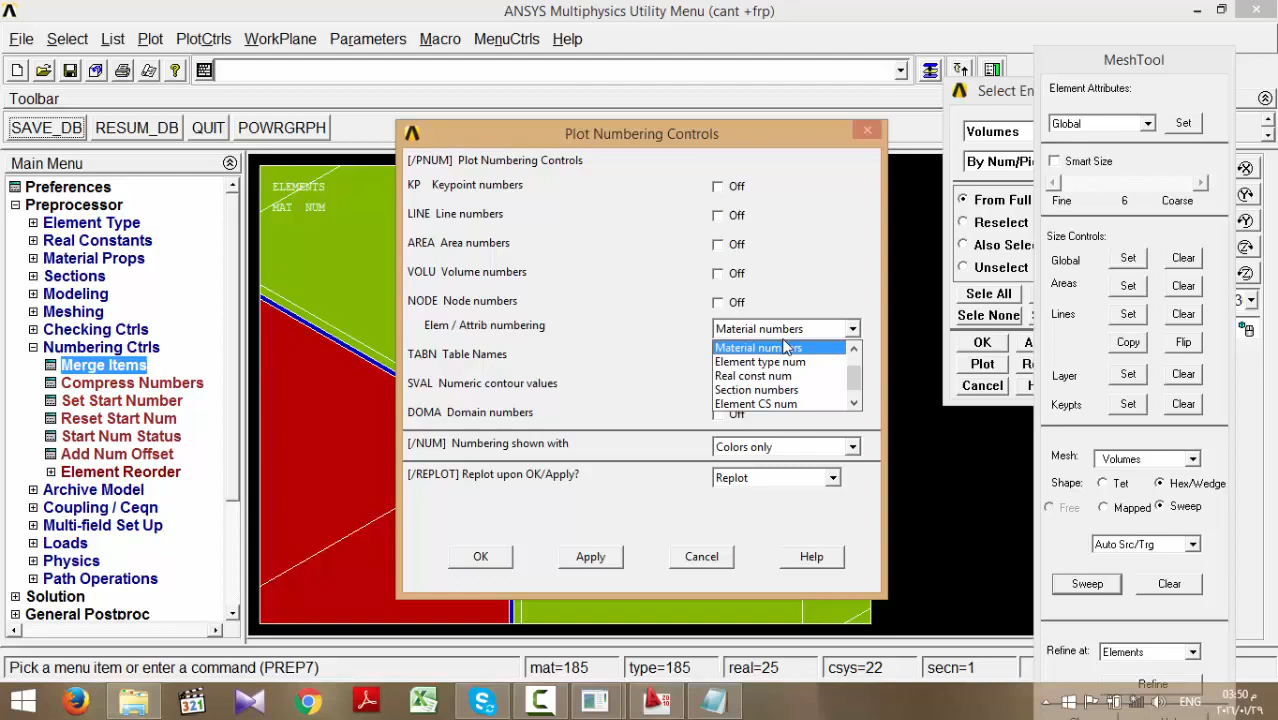 ANSYS Multiphysics Utility Menu (cant +frp)
File Select List Plot PlotCtrls WorkPlane Parameters Macro MenuCtrls Help
Toolbar
SAVE_DB RESUM_DB QUIT POWRGRPH
Main Menu
Preferences
Preprocessor
Element Type
Real Constants
Material Props
Sections
Modeling
Meshing
Checking Ctrls
Numbering Ctrls
Merge Items
Compress Numbers
Set Start Number
Reset Start Num
Start Num Status
Add Num Offset
Element Reorder
Archive Model
Coupling / Ceqn
Multi-field Set Up
Loads
Physics
Path Operations
Solution
General Postproc
ELEMENTS
MAT NUM
Plot Numbering Controls
[/PNUM] Plot Numbering Controls
KP Keypoint numbers Off
LINE Line numbers Off
AREA Area numbers Off
VOLU Volume numbers Off
NODE Node numbers Off
Elem / Attrib numbering Material numbers
Material numbers
Element type num
Real const num
Section numbers
Element CS num
TABN Table Names
SVAL Numeric contour values
DOMA Domain numbers Off
[/NUM] Numbering shown with Colors only
[/REPLOT] Replot upon OK/Apply? Replot
OK Apply Cancel Help
Select En
Volumes
By Num/Pic
From Full
Reselect
Also Selec
Unselect
Sele All
Sele None
OK
Plot
Cancel
3
MeshTool
Element Attributes:
Global Set
Smart Size
Fine 6 Coarse
Size Controls:
Global Set Clear
Areas Set Clear
Lines Set Clear
Copy Flip
Layer Set Clear
Keypts Set Clear
Mesh: Volumes
Shape: Tet Hex/Wedge
Free Mapped Sweep
Auto Src/Trg
Sweep Clear
Refine at: Elements
Refine
Pick a menu item or enter a command (PREP7) mat=185 type=185 real=25 csys=22 secn=1
321
2010
ENG
03:50 م
٢٠٢١/٠١/٢٩